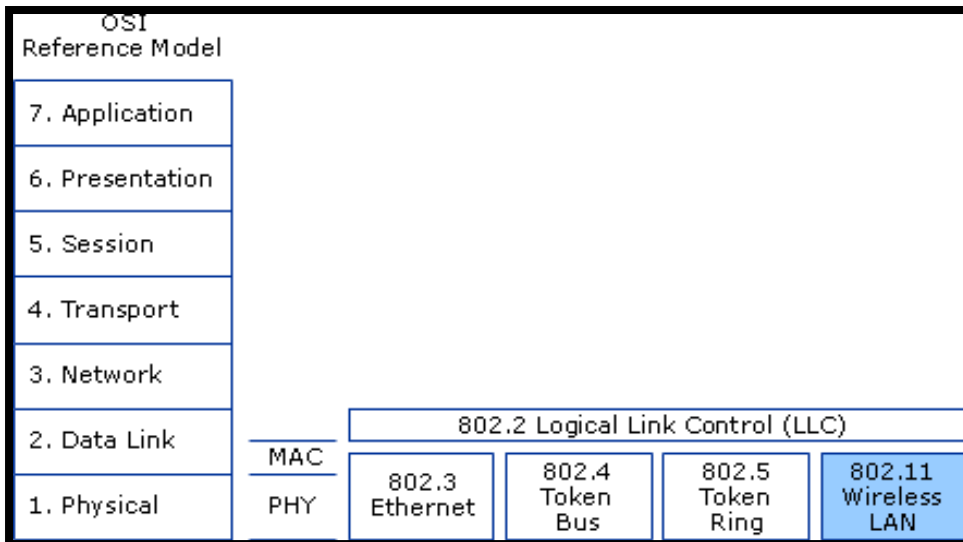 OSI
Reference Model
7. Application
6. Presentation
5. Session
4. Transport
3. Network
2. Data Link
1. Physical
MAC
PHY
802.2 Logical Link Control (LLC)
802.3
Ethernet
802.4
Token
Bus
802.5
Token
Ring
802.11
Wireless
LAN